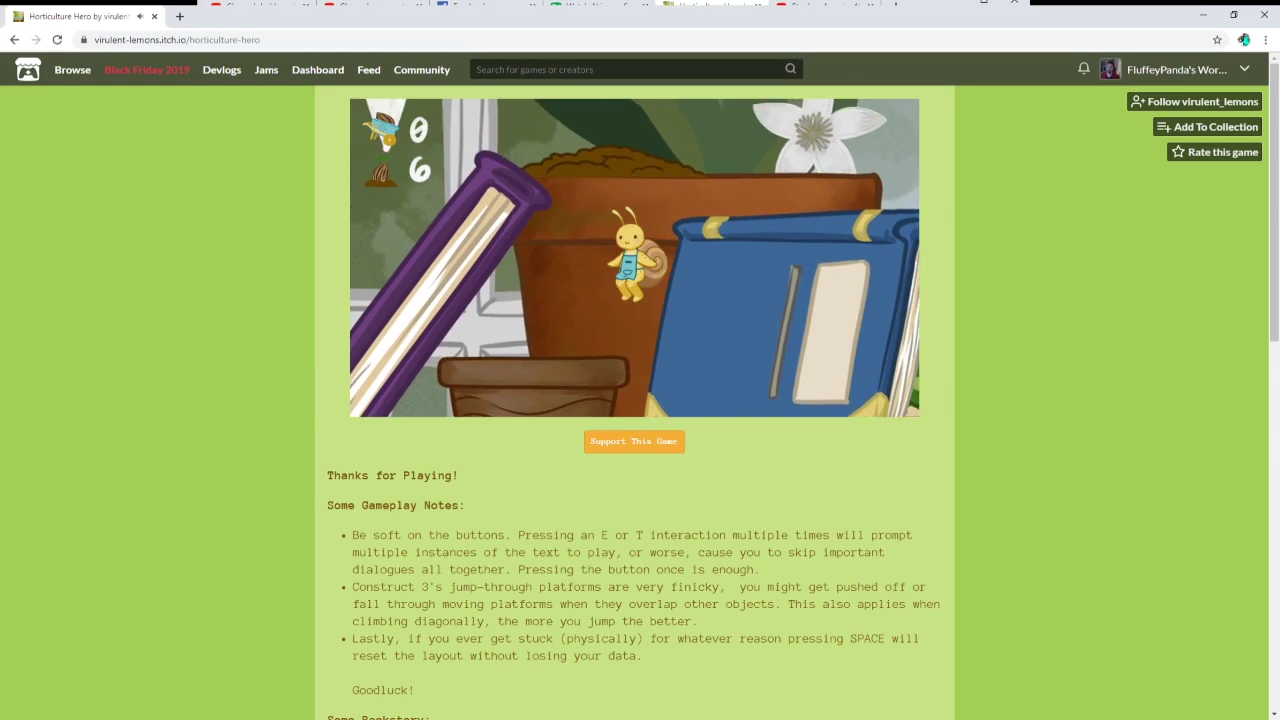 Horticulture Hero by virulent
virulent-lemons.itch.io/horticulture-hero
Browse Black Friday 2019 Devlogs Jams Dashboard Feed Community Search for games or creators FluffeyPanda's Wor...
Follow virulent_lemons
Add To Collection
Rate this game
0
6
Support This Game
Thanks for Playing!
Some Gameplay Notes:
• Be soft on the buttons. Pressing an E or T interaction multiple times will prompt
multiple instances of the text to play, or worse, cause you to skip important
dialogues all together. Pressing the button once is enough.
• Construct 3's jump-through platforms are very finicky, you might get pushed off or
fall through moving platforms when they overlap other objects. This also applies when
climbing diagonally, the more you jump the better.
• Lastly, if you ever get stuck (physically) for whatever reason pressing SPACE will
reset the layout without losing your data.
Goodluck!
Some Backstory: